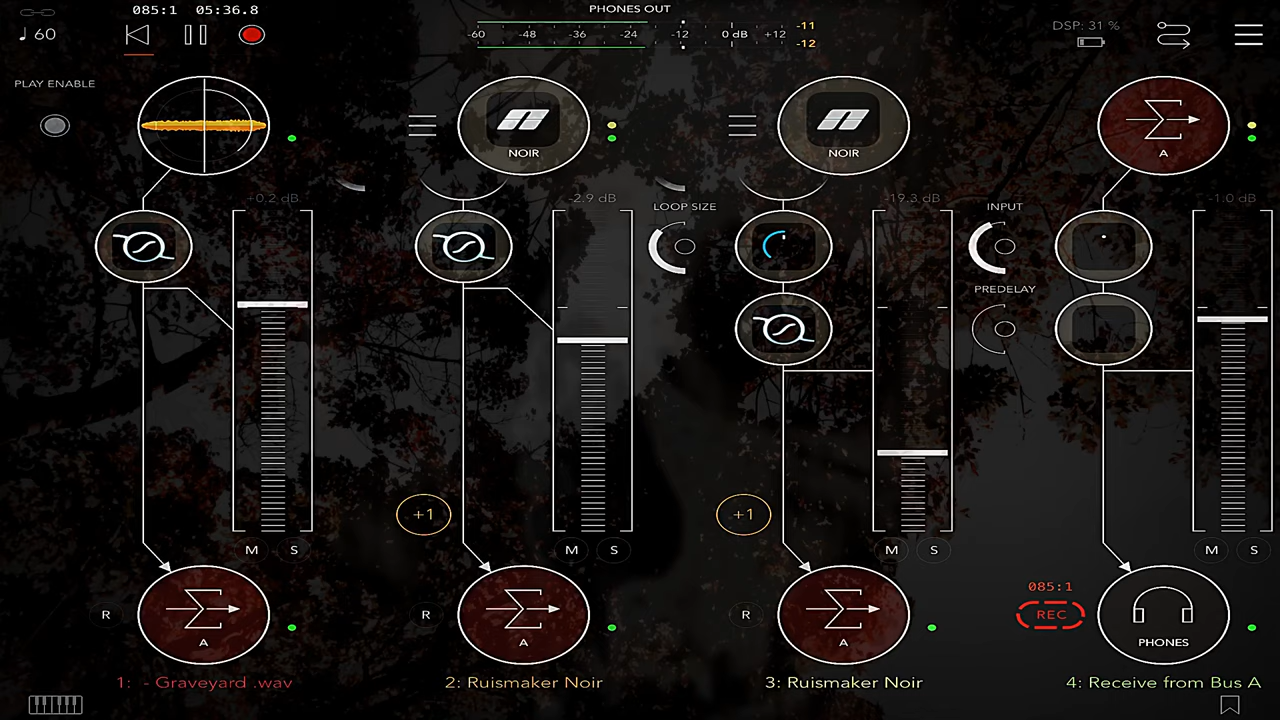 PHONES OUT
085:1 05:36.8
♩ 60
-60 -48 -36 -24 -12 0 dB +12
-11
-12
DSP: 31 %
PLAY ENABLE
NOIR
NOIR
A
+0.2 dB
-2.9 dB
-19.3 dB
-1.0 dB
LOOP SIZE
INPUT
PREDELAY
+1
+1
M S
M S
M S
M S
085:1
R
R
R
REC
A
A
A
PHONES
1: - Graveyard .wav
2: Ruismaker Noir
3: Ruismaker Noir
4: Receive from Bus A